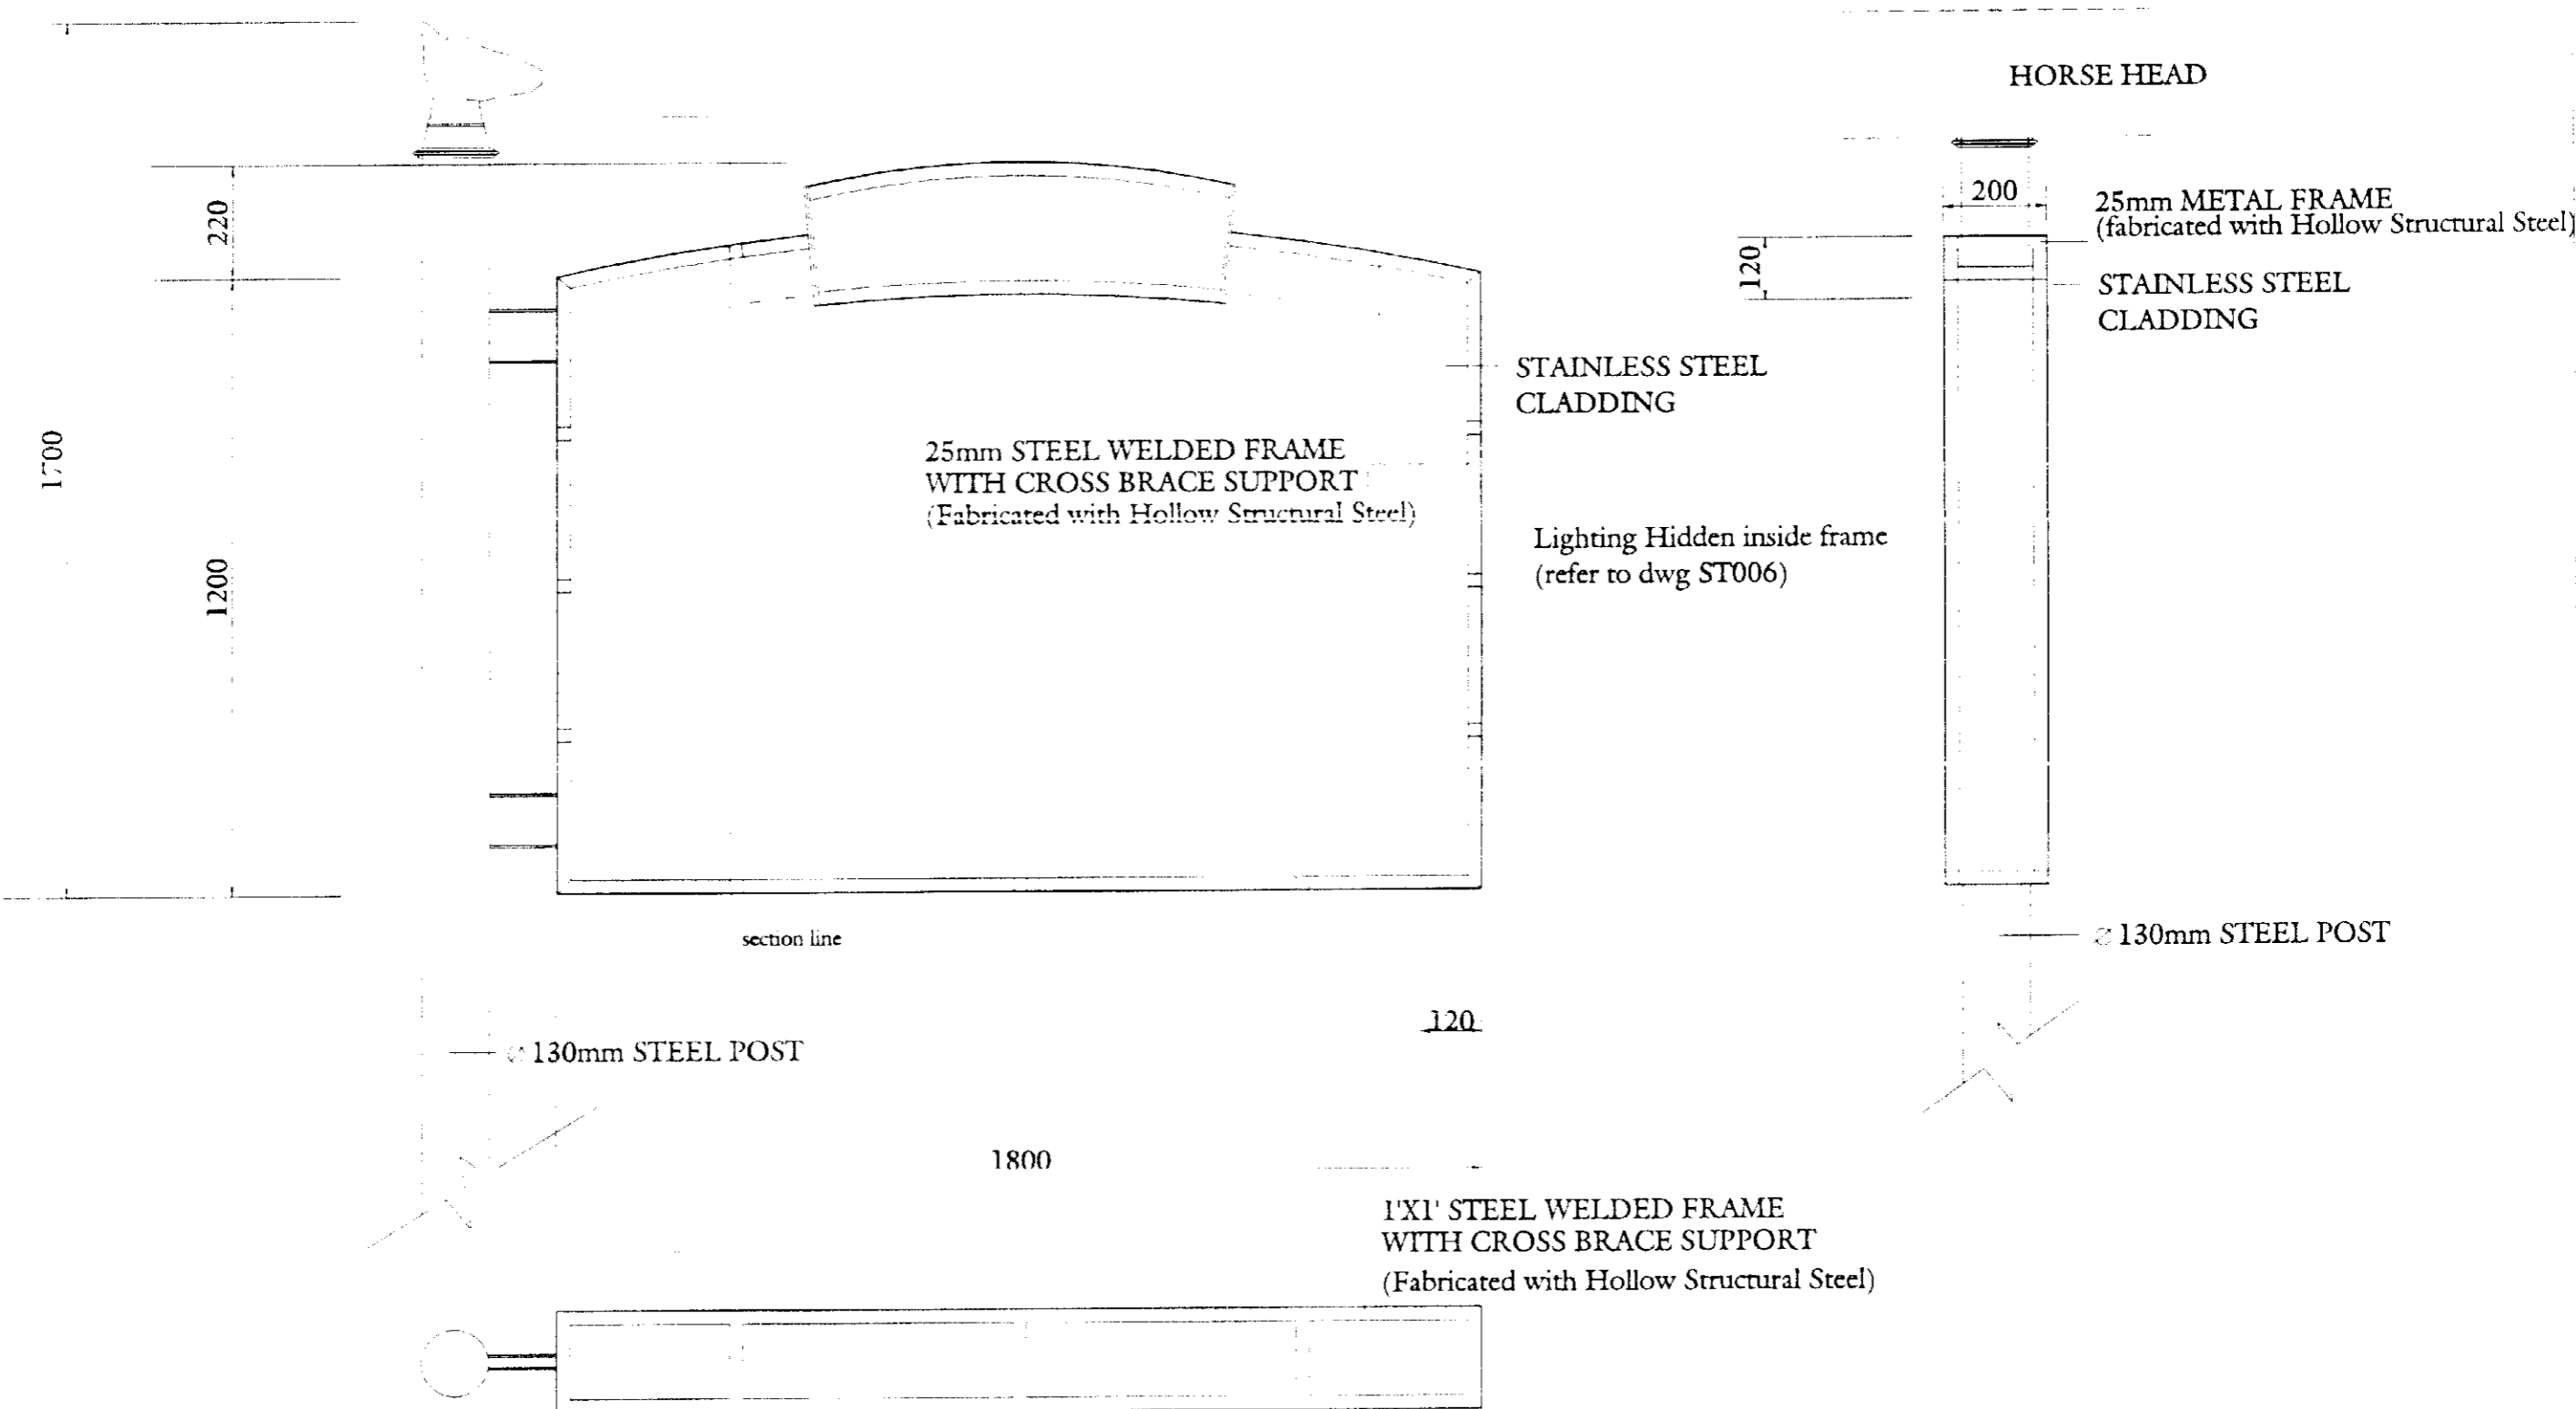 HORSE HEAD
200
25mm METAL FRAME
(fabricated with Hollow Structural Steel)
220
120
STAINLESS STEEL
CLADDING
STAINLESS STEEL
CLADDING
1700
25mm STEEL WELDED FRAME
WITH CROSS BRACE SUPPORT
(Fabricated with Hollow Structural Steel)
Lighting Hidden inside frame
(refer to dwg ST006)
1200
section line
Ø 130mm STEEL POST
120
Ø 130mm STEEL POST
1800
1'X1' STEEL WELDED FRAME
WITH CROSS BRACE SUPPORT
(Fabricated with Hollow Structural Steel)